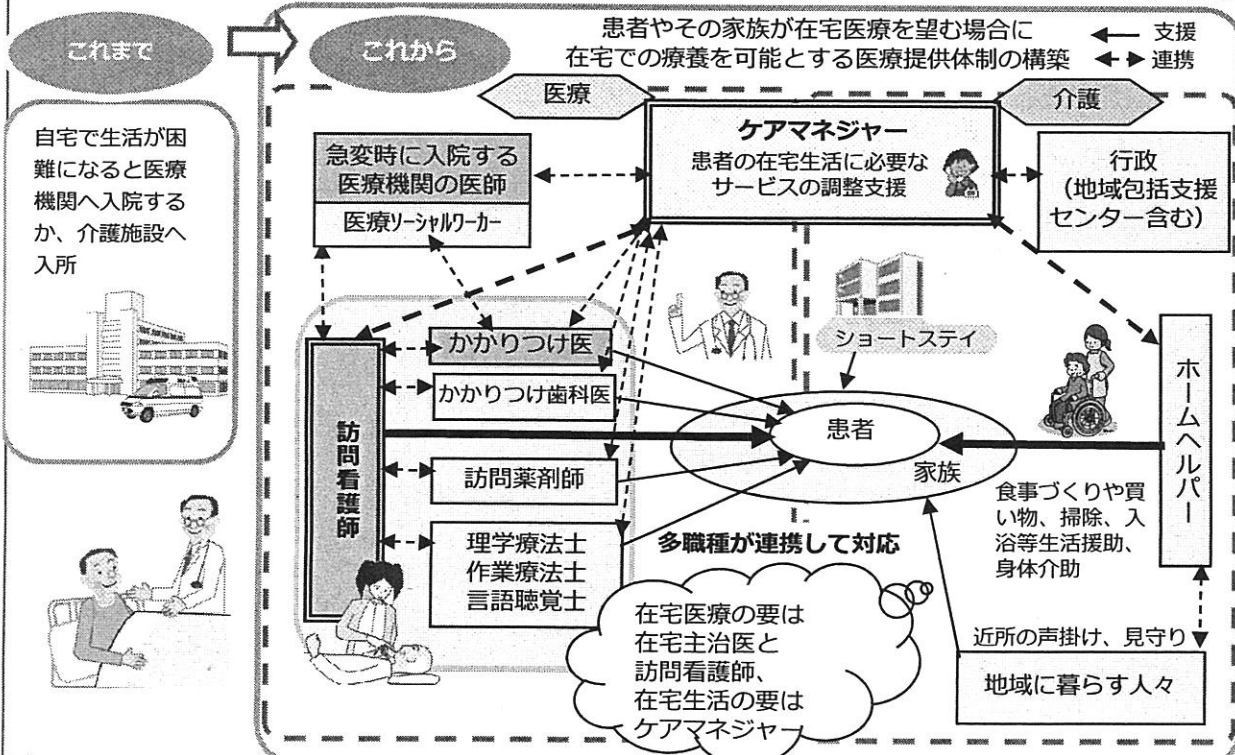 これまで
これから
患者やその家族が在宅医療を望む場合に
在宅での療養を可能とする医療提供体制の構築
支援
連携
医療
介護
自宅で生活が困
難になると医療
機関へ入院する
か、介護施設へ
入所
急変時に入院する
医療機関の医師
医療ソーシャルワーカー
ケアマネジャー
患者の在宅生活に必要な
サービスの調整支援
行政
(地域包括支援
センター含む)
訪問看護師
かかりつけ医
かかりつけ歯科医
訪問薬剤師
理学療法士
作業療法士
言語聴覚士
ショートステイ
患者
家族
ホームヘルパー
食事づくりや買
い物、掃除、入
浴等生活援助、
身体介助
多職種が連携して対応
在宅医療の要は
在宅主治医と
訪問看護師、
在宅生活の要は
ケアマネジャー
近所の声掛け、見守り
地域に暮らす人々